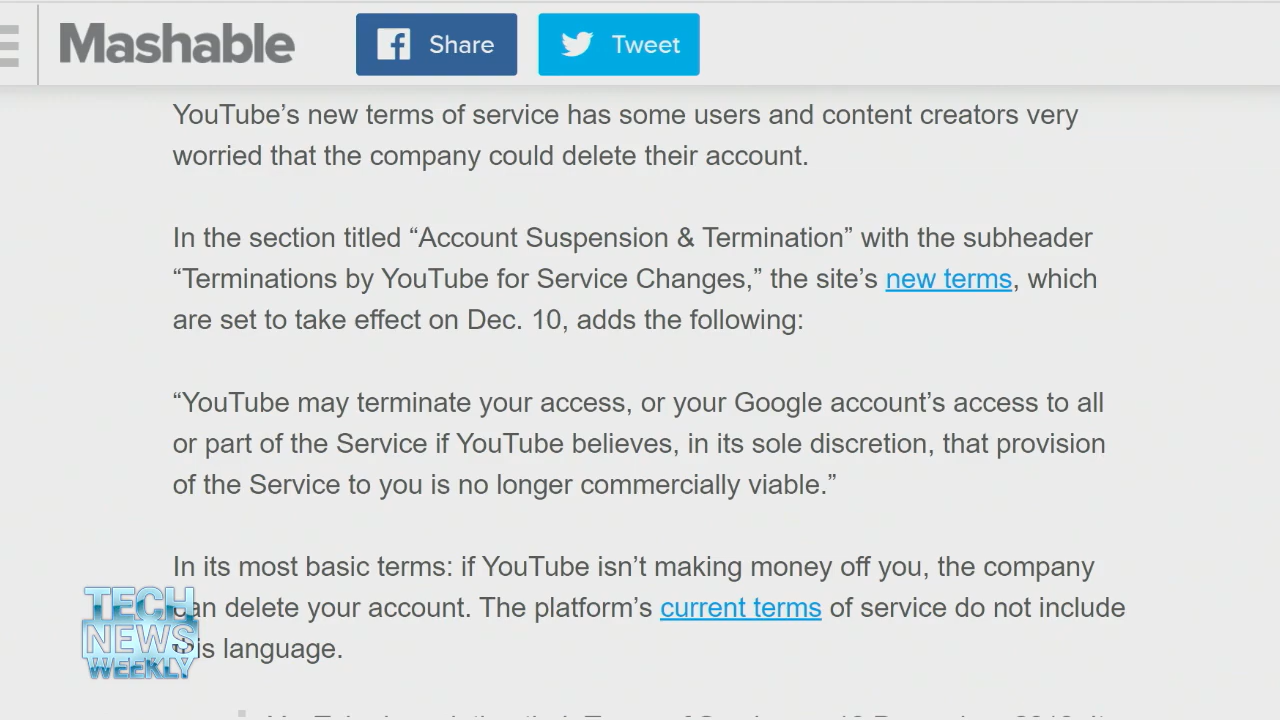 Mashable
Share
Tweet
YouTube’s new terms of service has some users and content creators very
worried that the company could delete their account.
In the section titled “Account Suspension & Termination” with the subheader
“Terminations by YouTube for Service Changes,” the site’s new terms, which
are set to take effect on Dec. 10, adds the following:
“YouTube may terminate your access, or your Google account’s access to all
or part of the Service if YouTube believes, in its sole discretion, that provision
of the Service to you is no longer commercially viable.”
In its most basic terms: if YouTube isn’t making money off you, the company
can delete your account. The platform’s current terms of service do not include
this language.
TECH
NEWS
WEEKLY